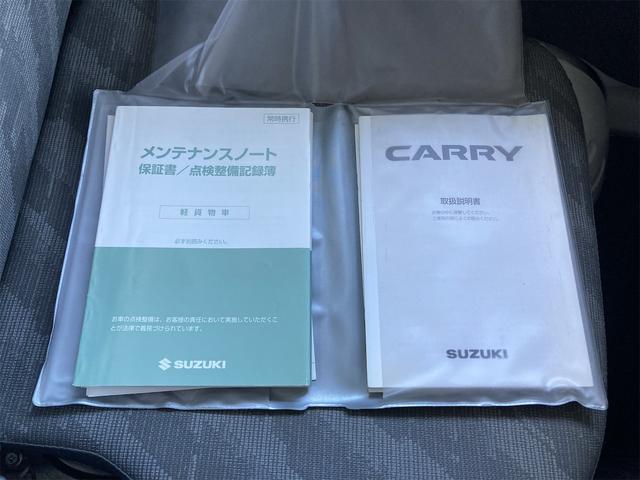 常時携行
メンテナンスノート
保証書／点検整備記録簿
軽貨物車
必ずお読みください。
お車の点検整備は、お客様の責任において実施していただくこ
とが法律で義務づけられています。
SUZUKI
CARRY
取扱説明書
SUZUKI